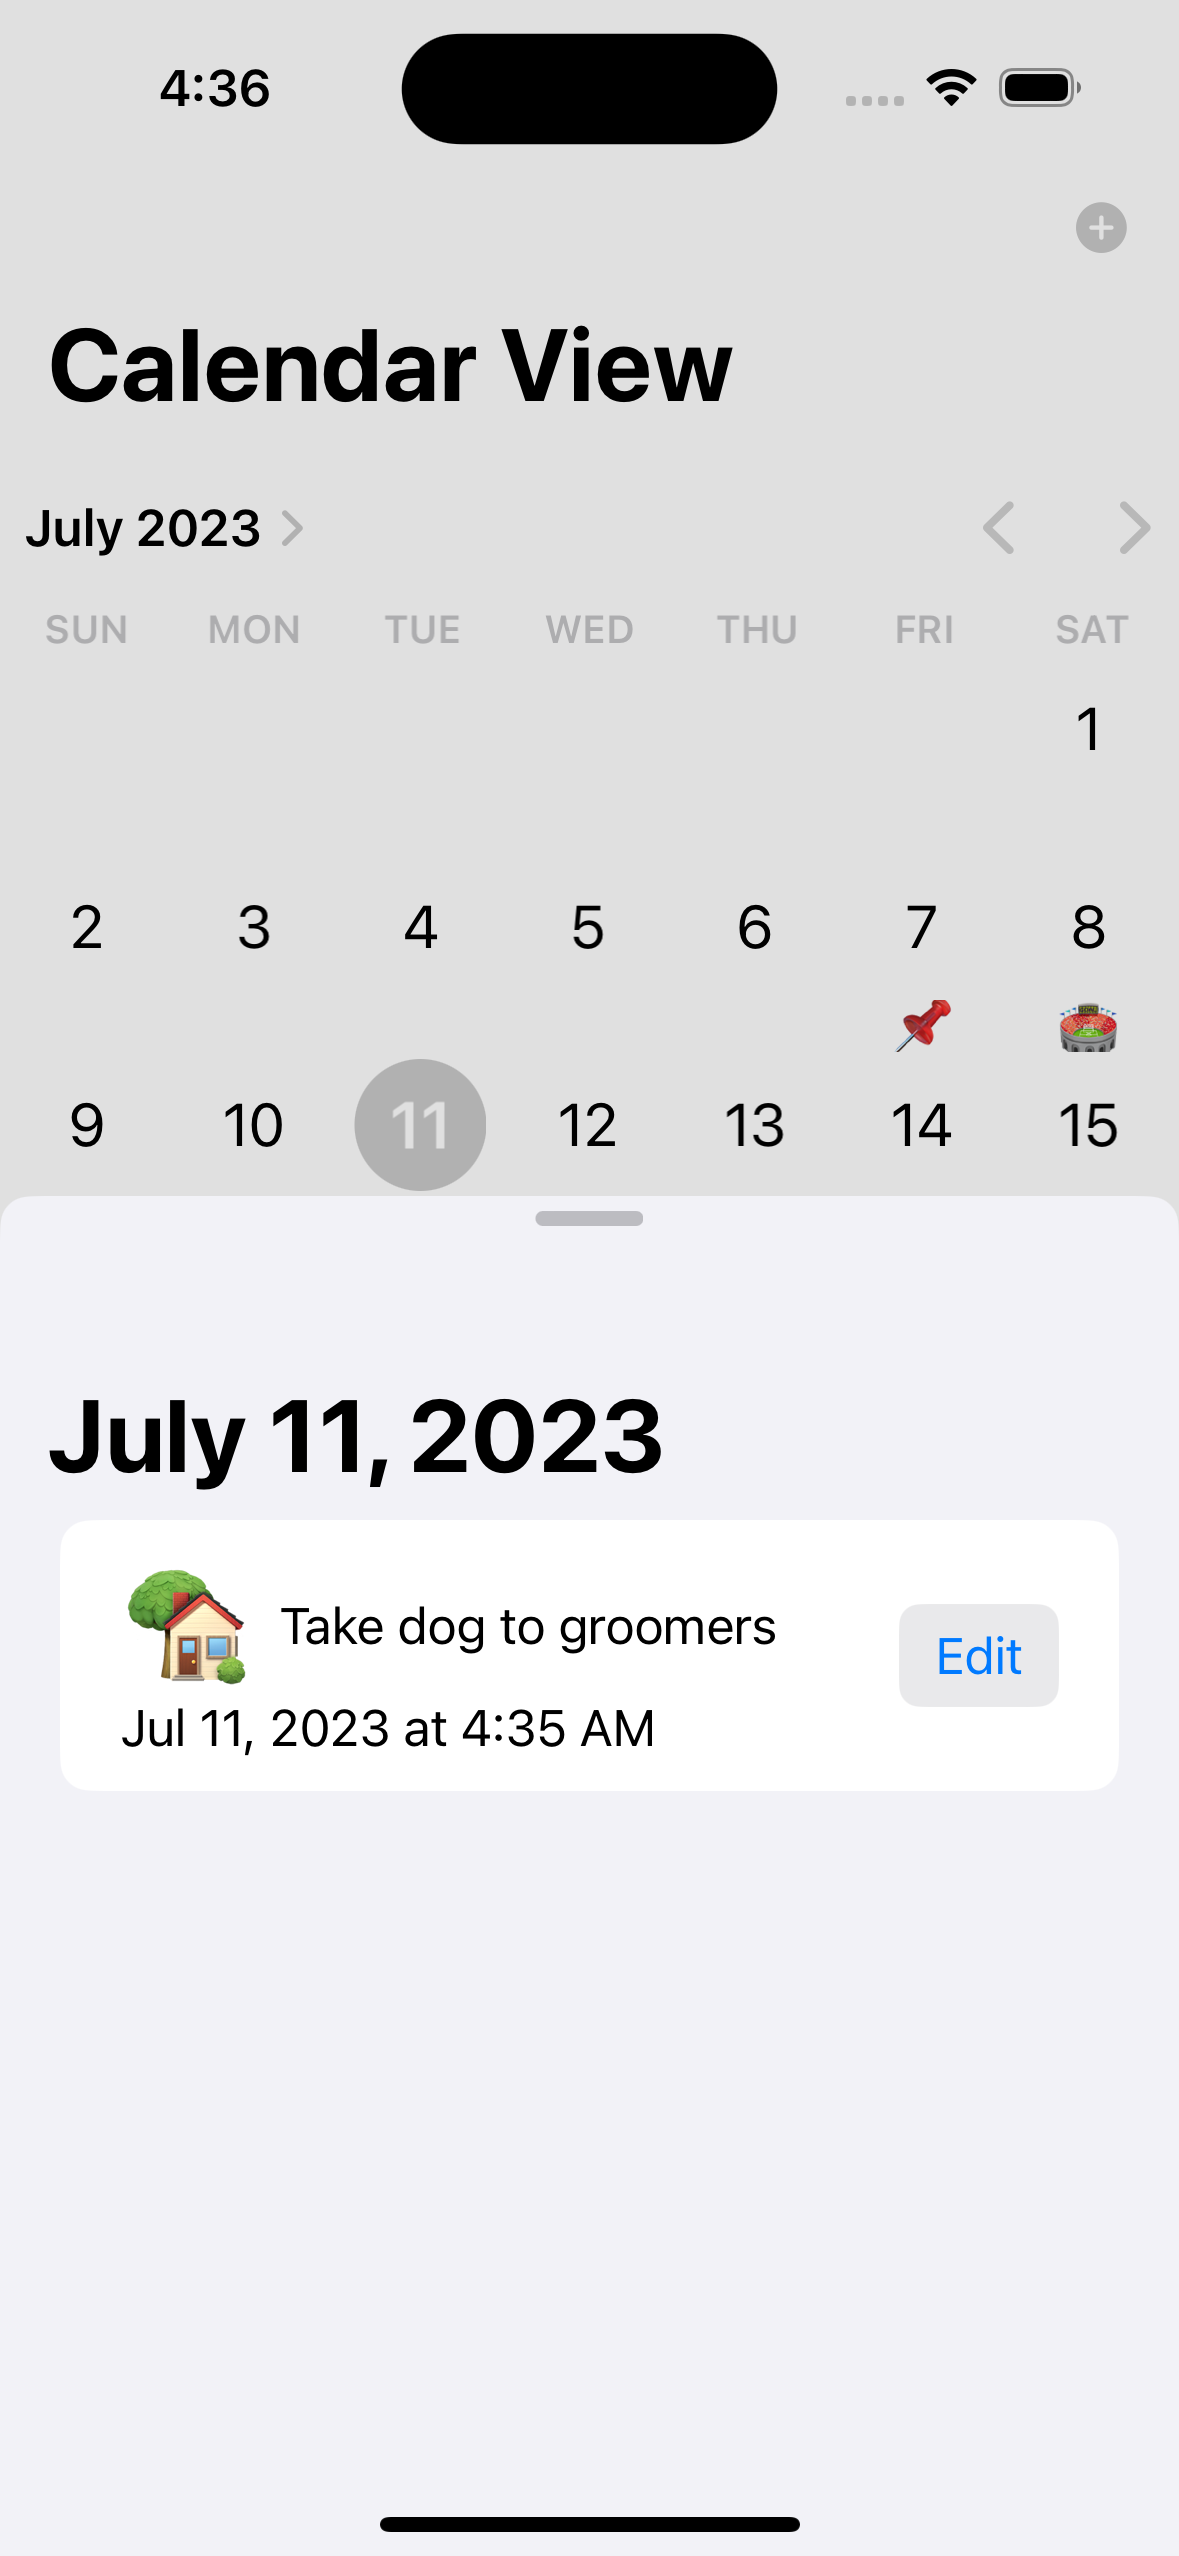 4:36
Calendar View
July 2023
SUN MON TUE WED THU FRI SAT
1
2 3 4 5 6 7 8
9 10 11 12 13 14 15
July 11, 2023
Take dog to groomers
Edit
Jul 11, 2023 at 4:35 AM